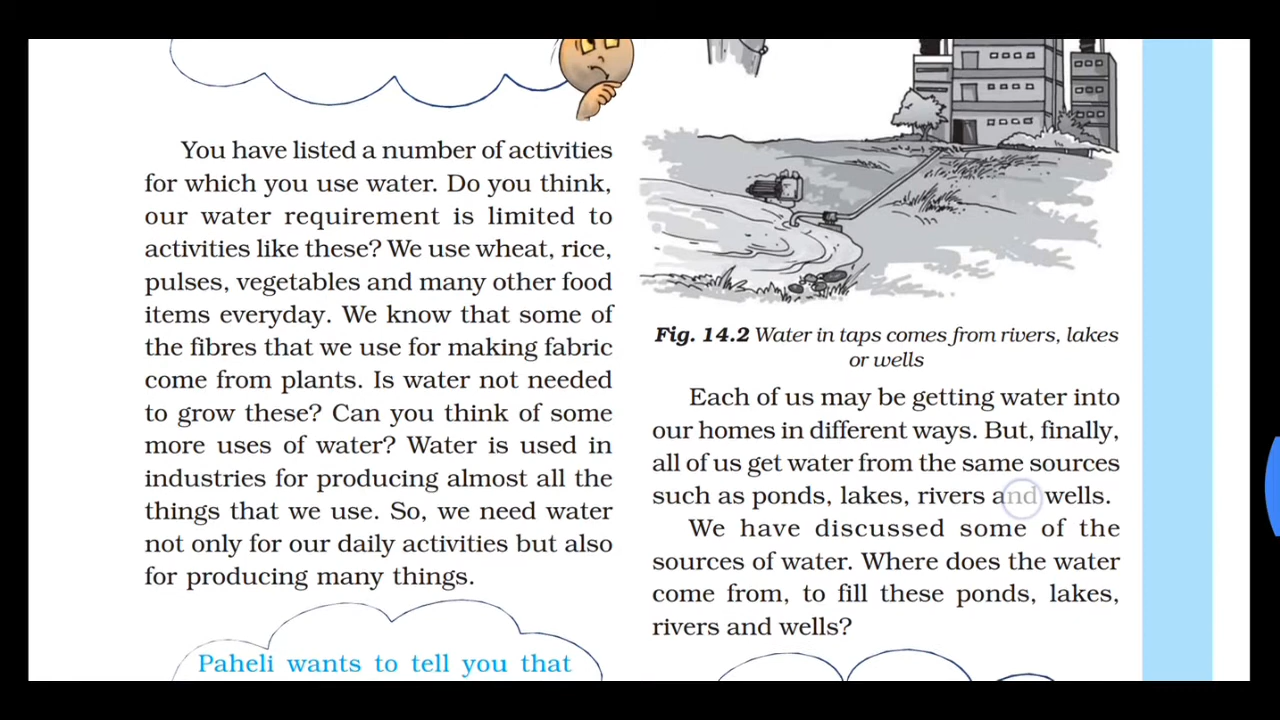 You have listed a number of activities
for which you use water. Do you think,
our water requirement is limited to
activities like these? We use wheat, rice,
pulses, vegetables and many other food
items everyday. We know that some of
the fibres that we use for making fabric
come from plants. Is water not needed
to grow these? Can you think of some
more uses of water? Water is used in
industries for producing almost all the
things that we use. So, we need water
not only for our daily activities but also
for producing many things.
Paheli wants to tell you that
Fig. 14.2 Water in taps comes from rivers, lakes
or wells
Each of us may be getting water into
our homes in different ways. But, finally,
all of us get water from the same sources
such as ponds, lakes, rivers and wells.
We have discussed some of the
sources of water. Where does the water
come from, to fill these ponds, lakes,
rivers and wells?